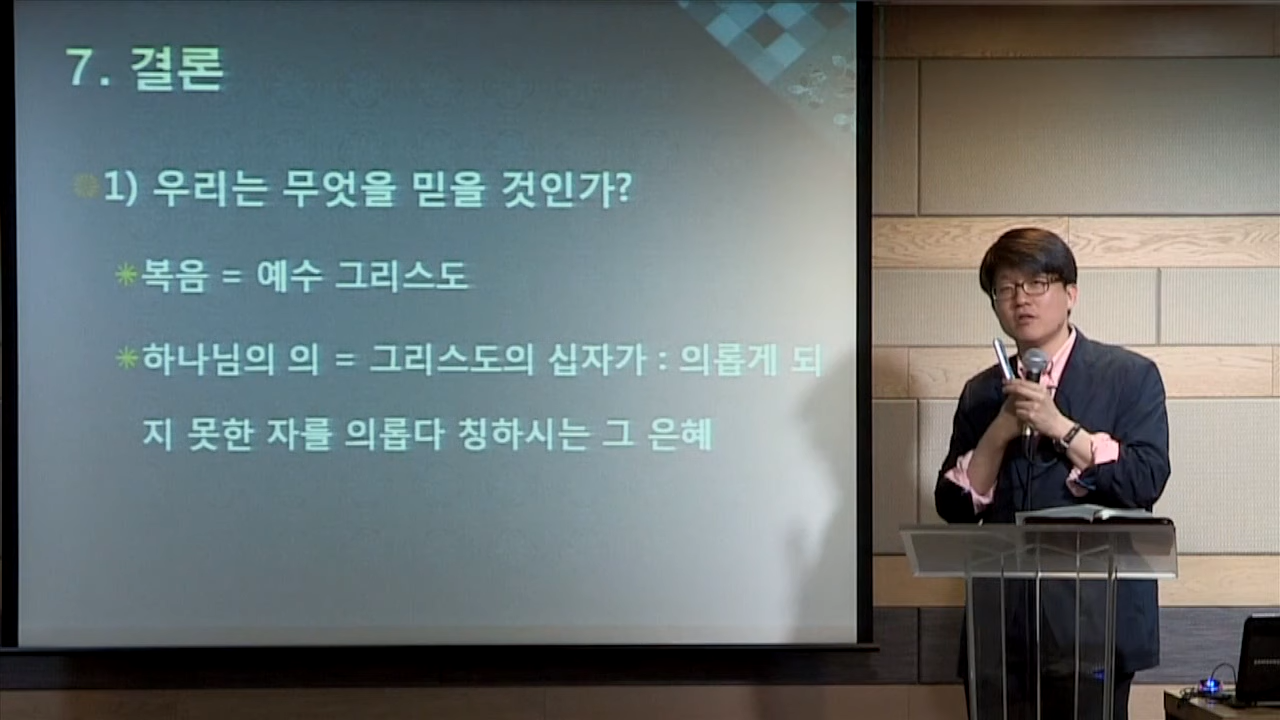 7. 결론
1) 우리는 무엇을 믿을 것인가?
복음 = 예수 그리스도
하나님의 의 = 그리스도의 십자가 : 의롭게 되
지 못한 자를 의롭다 칭하시는 그 은혜